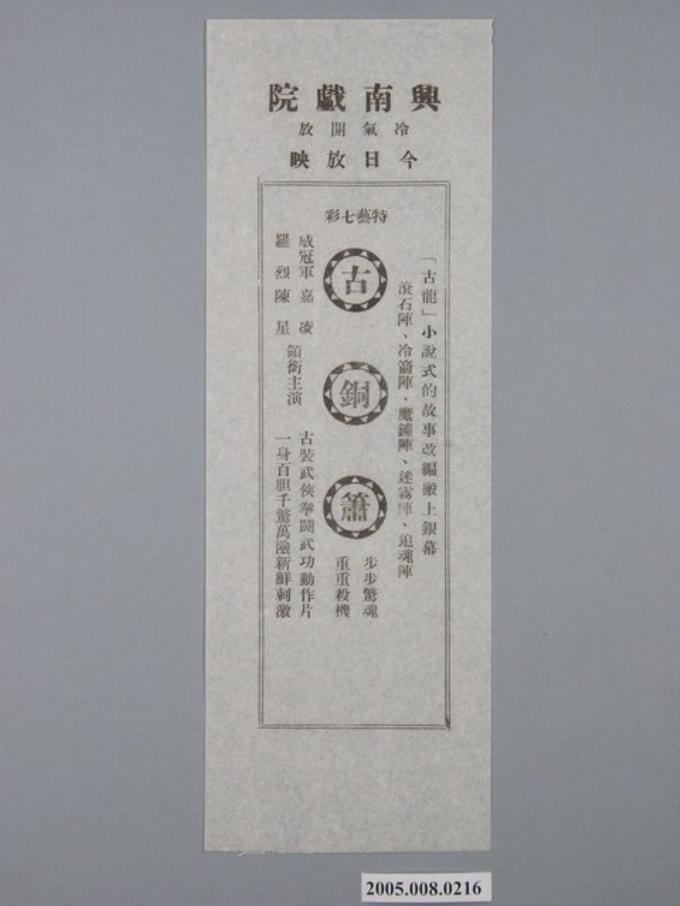 興南戲院
冷氣開放
今日放映
特藝七彩
「古龍」小說式的故事改編搬上銀幕
滾石陣、冷箭陣、魔鐘陣、迷霧陣、追魂陣
古銅簫
步步驚魂
重重殺機
威冠軍 嘉凌
羅烈 陳星
領銜主演
古裝武俠拳鬪武功動作片
一身百胆千驚萬險新鮮刺激
2005.008.0216